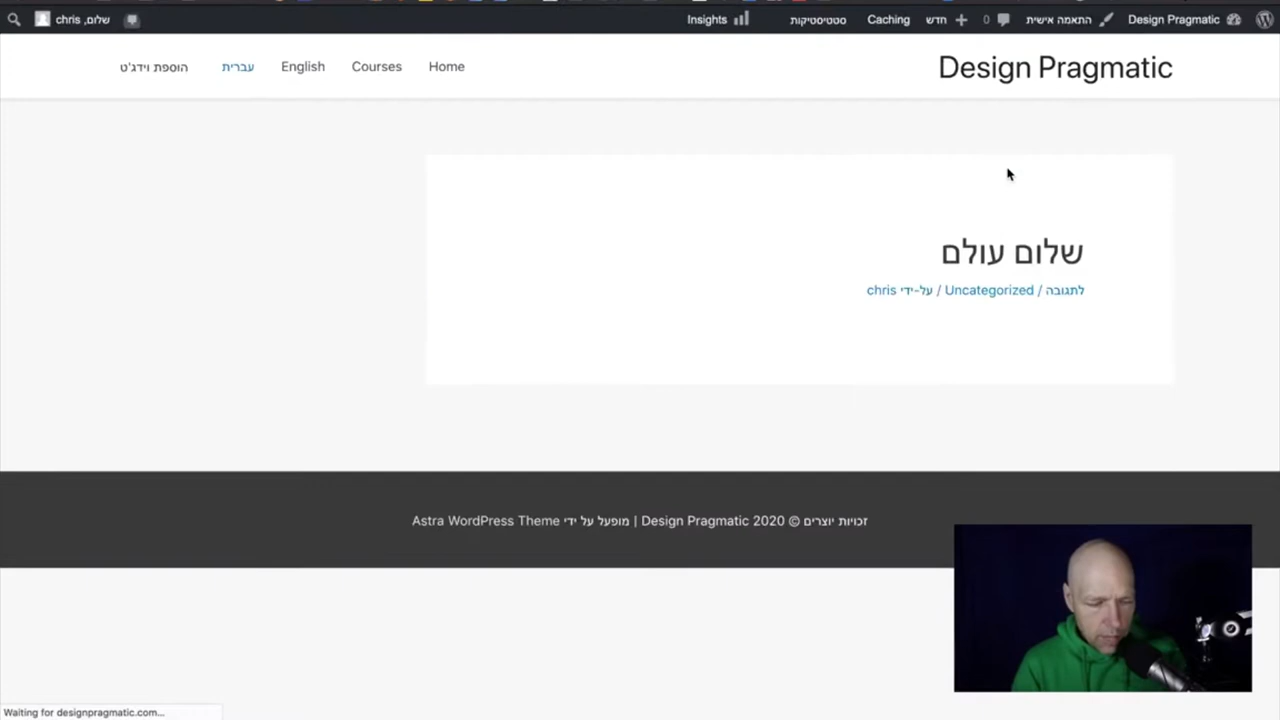 Design Pragmatic התאמה אישית 0 חדש Caching סטטיסטיקות Insights שלום, chris
Design Pragmatic
Home Courses English עברית הוספת וידג'ט
שלום עולם
לתגובה / Uncategorized / על-ידי chris
זכויות יוצרים © 2020 Design Pragmatic | מופעל על ידי Astra WordPress Theme
Waiting for designpragmatic.com...